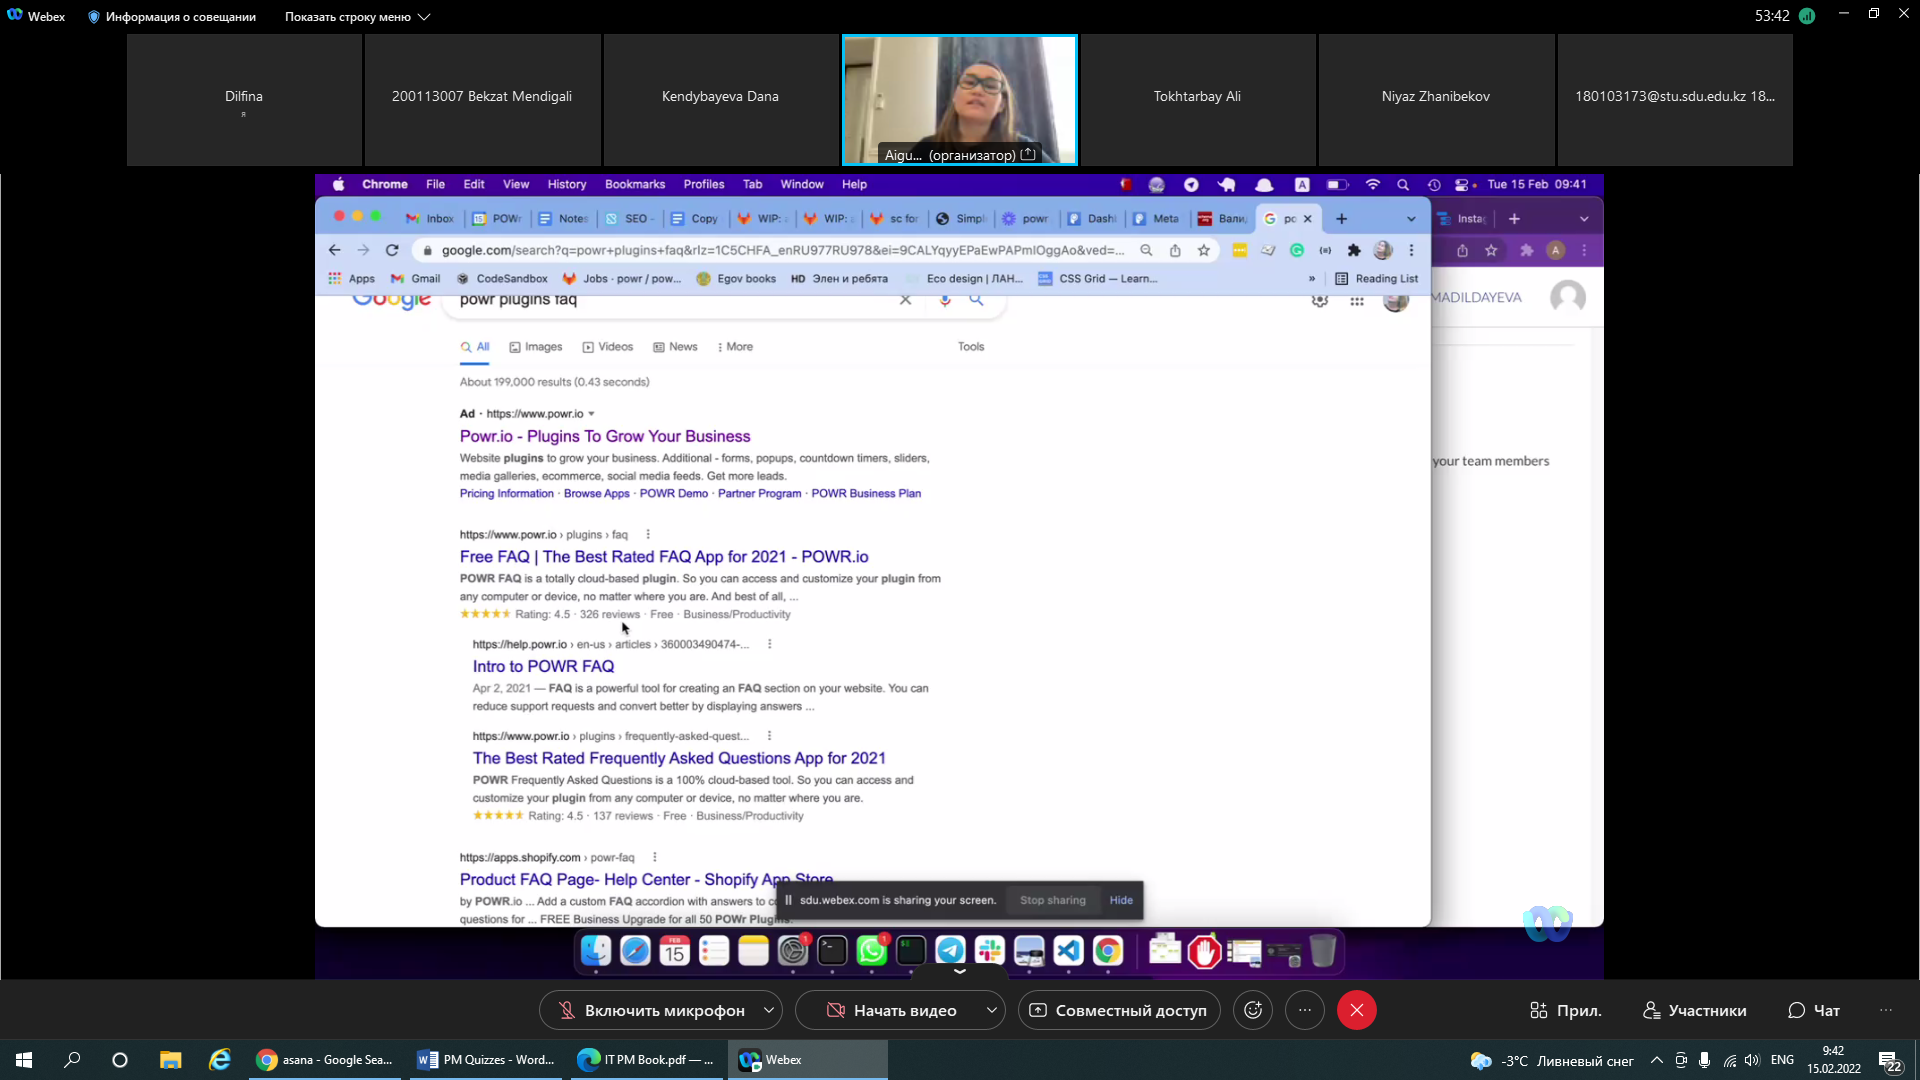 Webex Информация о совещании Показать строку меню 53:42
Dilfina
я
200113007 Bekzat Mendigali
Kendybayeva Dana
Aigu... (организатор)
Tokhtarbay Ali
Niyaz Zhanibekov
180103173@stu.sdu.edu.kz 18...
Chrome File Edit View History Bookmarks Profiles Tab Window Help A Tue 15 Feb 09:41
Inbox POWr Notes SEO - Copy WIP: WIP: sc for Simpl powr Dashi Meta Вали po Insta
google.com/search?q=powr+plugins+faq&rlz=1C5CHFA_enRU977RU978&ei=9CALYqyyEPaEwPAPmIOggAo&ved=... A
Apps Gmail CodeSandbox Jobs · powr / pow... Egov books HD Элен и ребята Eco design | ЛАН... CSS Grid — Learn... » Reading List
Google powr plugins faq
MADILDAYEVA
All Images Videos News More Tools
About 199,000 results (0.43 seconds)
Ad · https://www.powr.io
Powr.io - Plugins To Grow Your Business
Website plugins to grow your business. Additional - forms, popups, countdown timers, sliders,
media galleries, ecommerce, social media feeds. Get more leads.
Pricing Information · Browse Apps · POWR Demo · Partner Program · POWR Business Plan
your team members
https://www.powr.io › plugins › faq
Free FAQ | The Best Rated FAQ App for 2021 - POWR.io
POWR FAQ is a totally cloud-based plugin. So you can access and customize your plugin from
any computer or device, no matter where you are. And best of all, ...
Rating: 4.5 · 326 reviews · Free · Business/Productivity
https://help.powr.io › en-us › articles › 360003490474-...
Intro to POWR FAQ
Apr 2, 2021 — FAQ is a powerful tool for creating an FAQ section on your website. You can
reduce support requests and convert better by displaying answers ...
https://www.powr.io › plugins › frequently-asked-quest...
The Best Rated Frequently Asked Questions App for 2021
POWR Frequently Asked Questions is a 100% cloud-based tool. So you can access and
customize your plugin from any computer or device, no matter where you are.
Rating: 4.5 · 137 reviews · Free · Business/Productivity
https://apps.shopify.com › powr-faq
Product FAQ Page- Help Center - Shopify App Store
by POWR.io ... Add a custom FAQ accordion with answers to c
questions for ... FREE Business Upgrade for all 50 POWr Plugins.
sdu.webex.com is sharing your screen. Stop sharing Hide
FEB
15
1
1
Включить микрофон Начать видео Совместный доступ Прил. Участники Чат
asana - Google Sea... PM Quizzes - Word... IT PM Book.pdf — ... Webex -3°C Ливневый снег ENG 9:42
15.02.2022 22